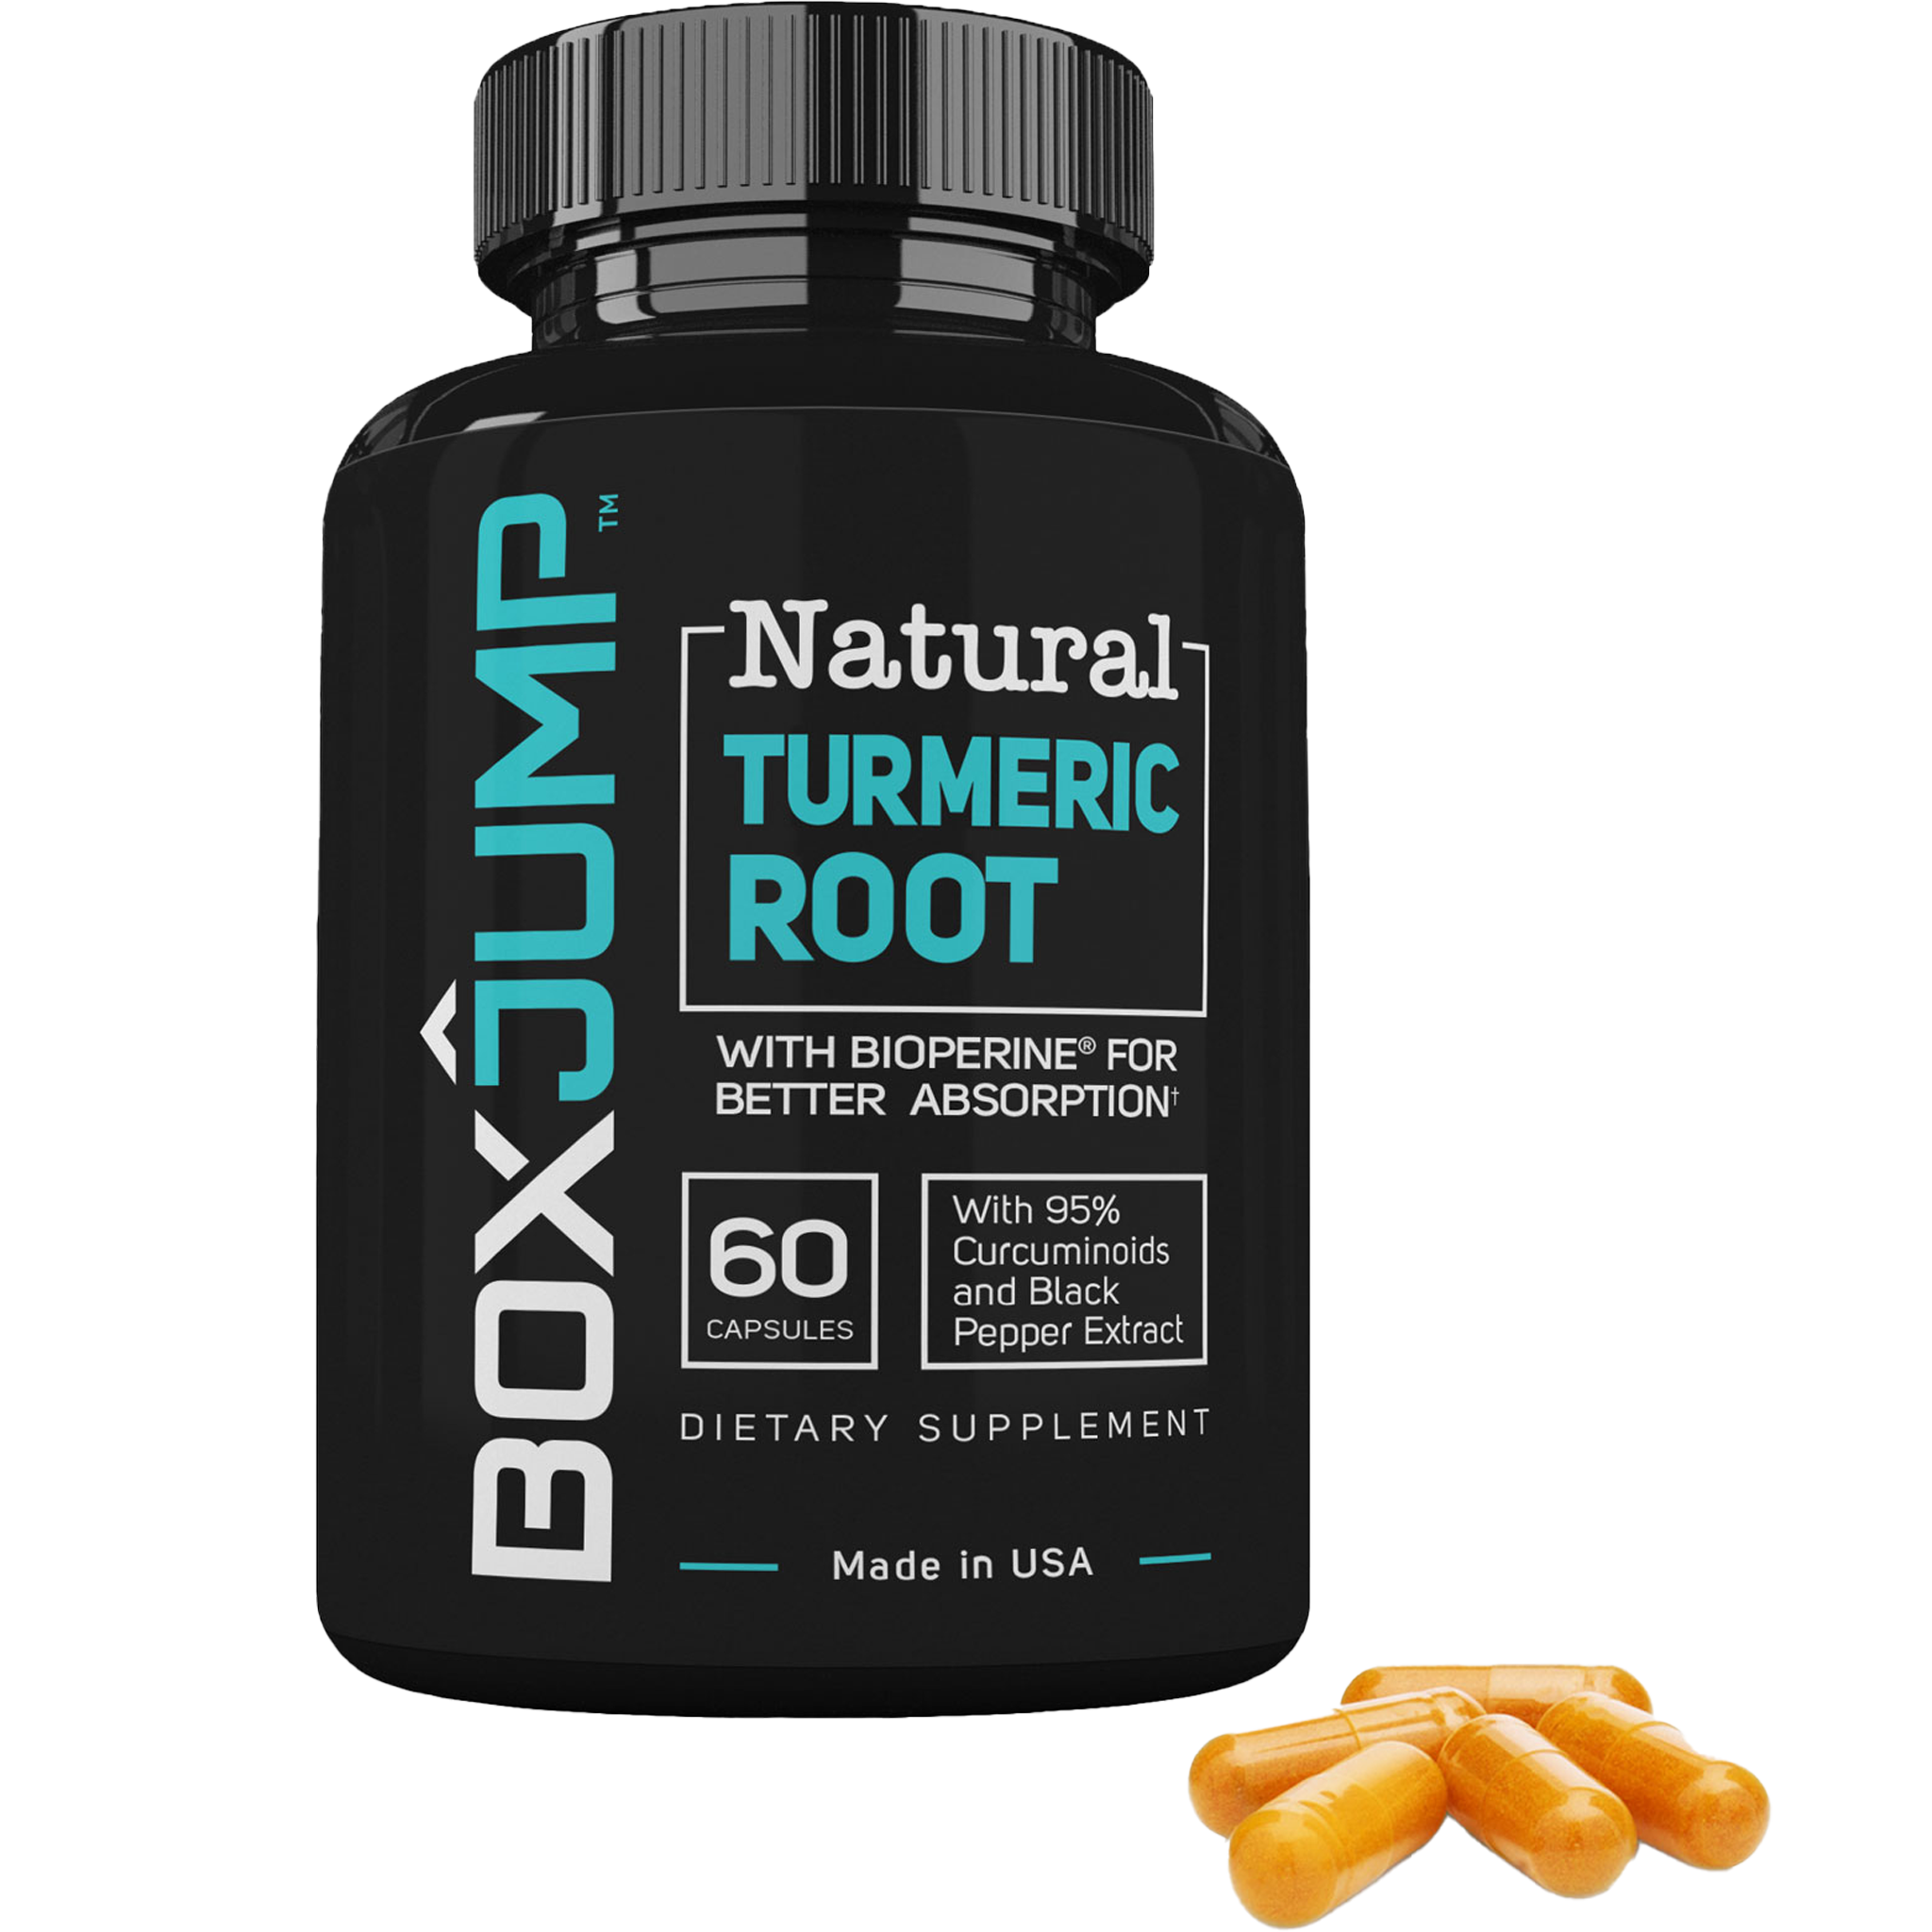 BOXJUMP™
Natural
TURMERIC
ROOT
WITH BIOPERINE® FOR
BETTER ABSORPTION†
60
CAPSULES
With 95%
Curcuminoids
and Black
Pepper Extract
DIETARY SUPPLEMENT
Made in USA